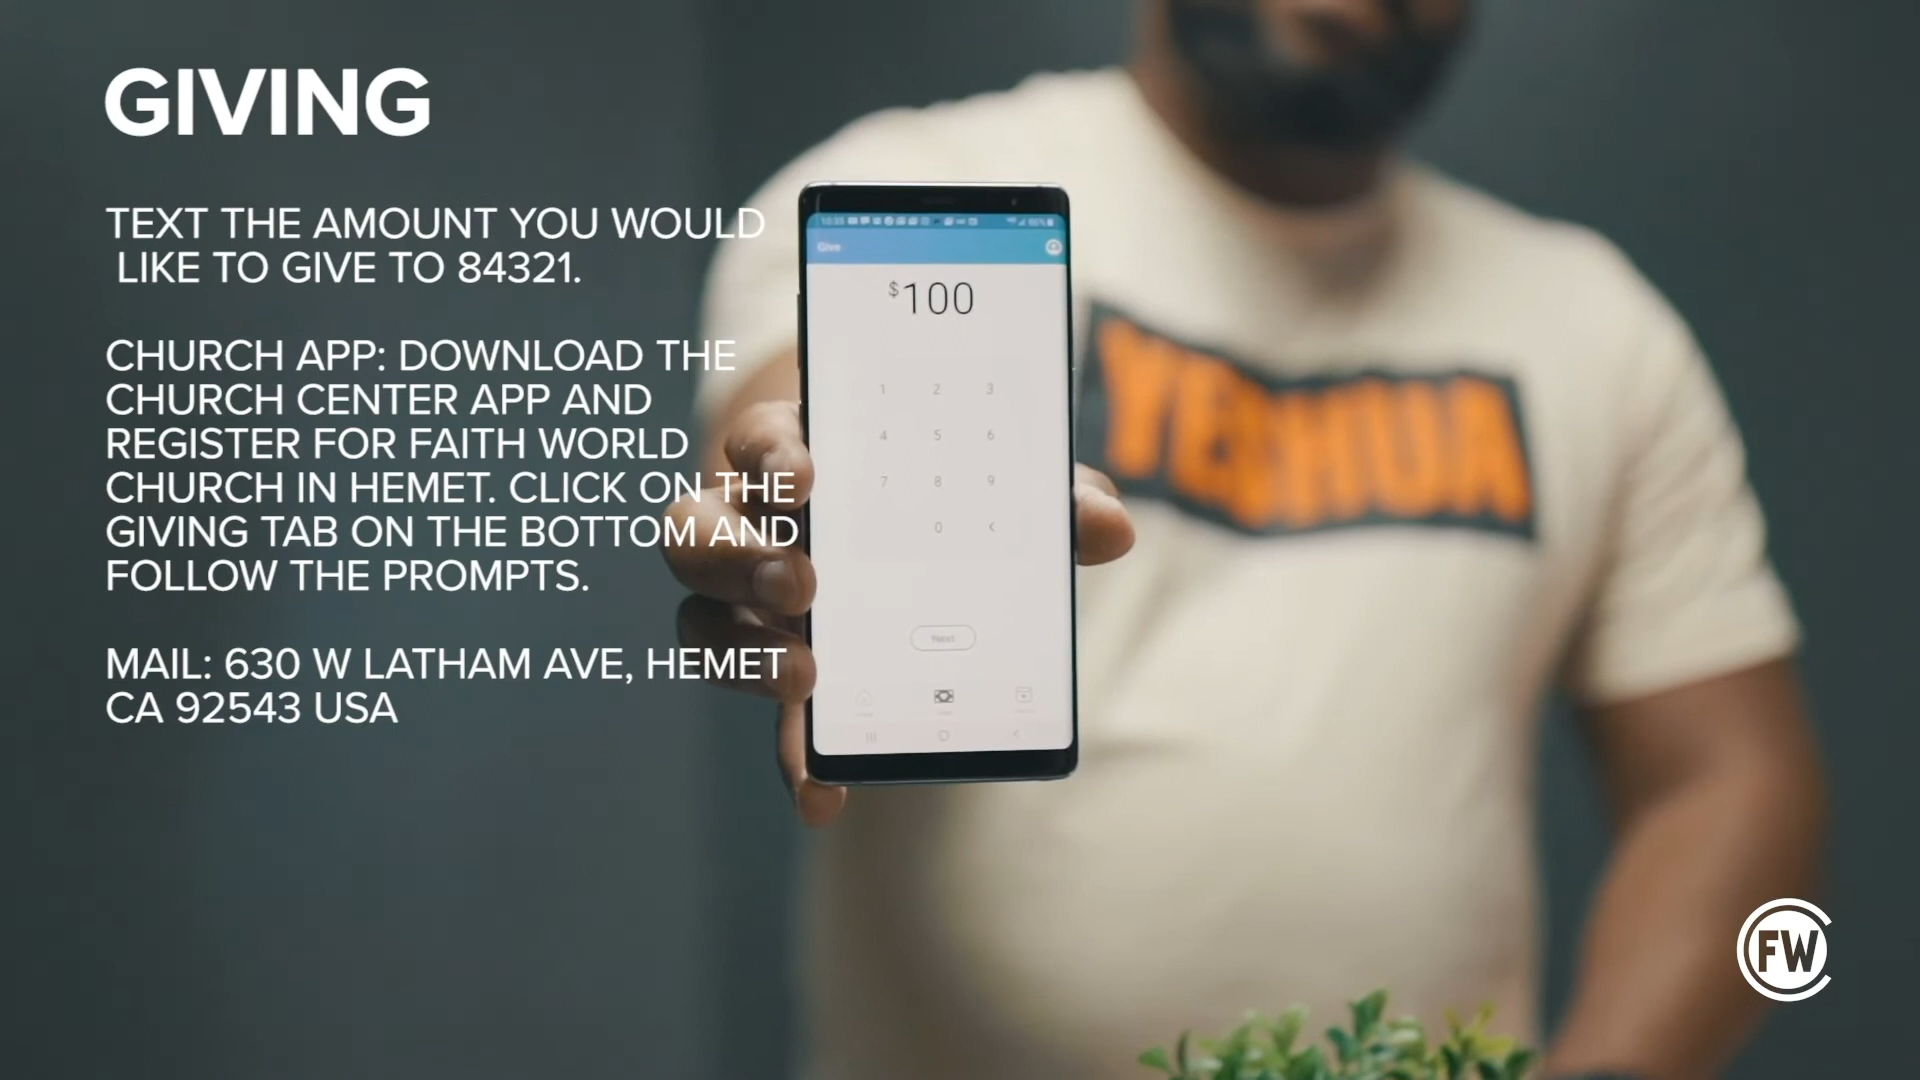 GIVING
TEXT THE AMOUNT YOU WOULD
LIKE TO GIVE TO 84321.
CHURCH APP: DOWNLOAD THE
CHURCH CENTER APP AND
REGISTER FOR FAITH WORLD
CHURCH IN HEMET. CLICK ON THE
GIVING TAB ON THE BOTTOM AND
FOLLOW THE PROMPTS.
MAIL: 630 W LATHAM AVE, HEMET
CA 92543 USA
Give
$100
1 2 3
4 5 6
7 8 9
0 <
Next
YESHUA
FW